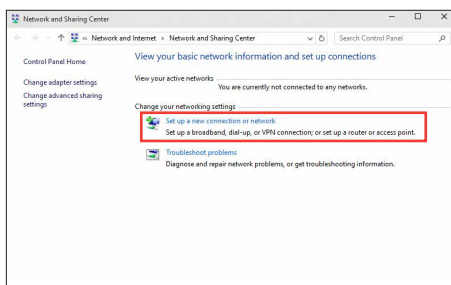 Network and Sharing Center
« Network and Internet › Network and Sharing Center
Search Control Panel
Control Panel Home
View your basic network information and set up connections
Change adapter settings
View your active networks
You are currently not connected to any networks.
Change advanced sharing settings
Change your networking settings
Set up a new connection or network
Set up a broadband, dial-up, or VPN connection; or set up a router or access point.
Troubleshoot problems
Diagnose and repair network problems, or get troubleshooting information.